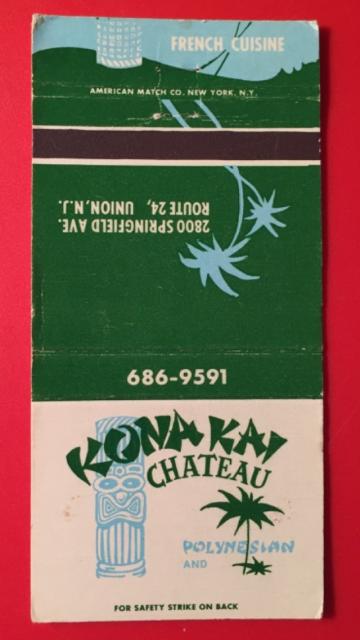 FRENCH CUISINE
AMERICAN MATCH CO. NEW YORK, N.Y.
2800 SPRINGFIELD AVE.
ROUTE 24, UNION, N.J.
686-9591
KONA KAI
CHATEAU
POLYNESIAN
AND
FOR SAFETY STRIKE ON BACK